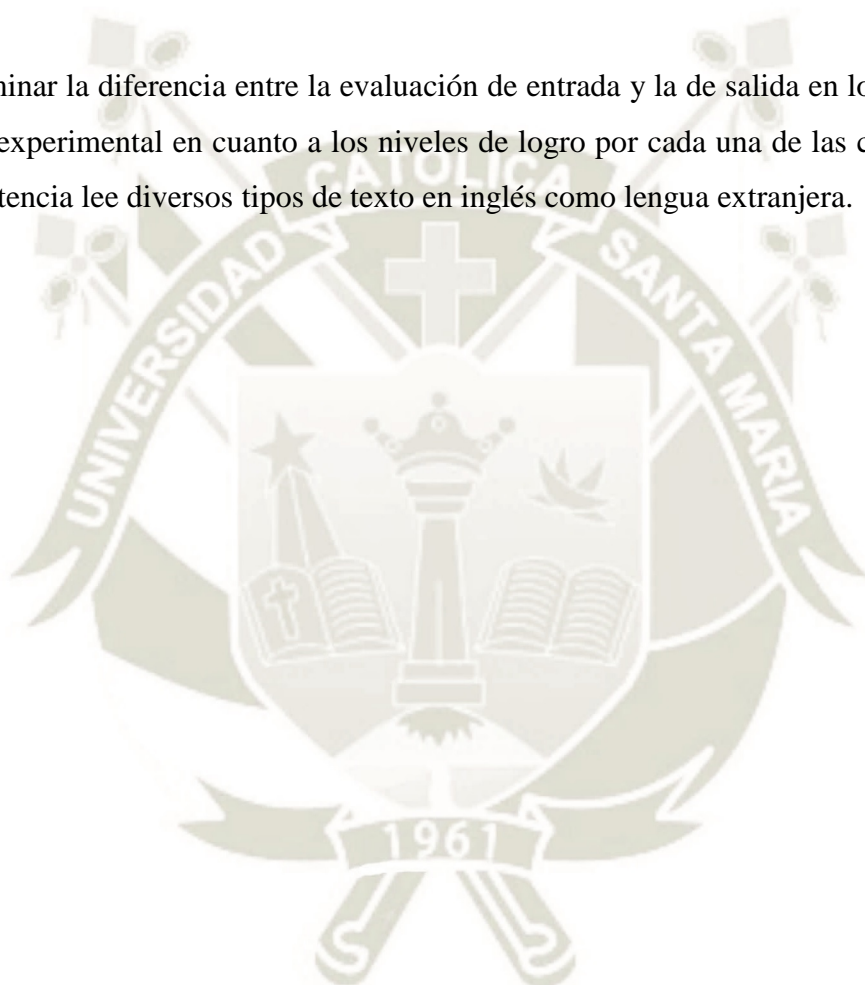 minar la diferencia entre la evaluación de entrada y la de salida en lo
experimental en cuanto a los niveles de logro por cada una de las
tencia lee diversos tipos de texto en inglés como lengua extranjera.
UNIVERSIDAD CATOLICA SANTA MARIA
1961